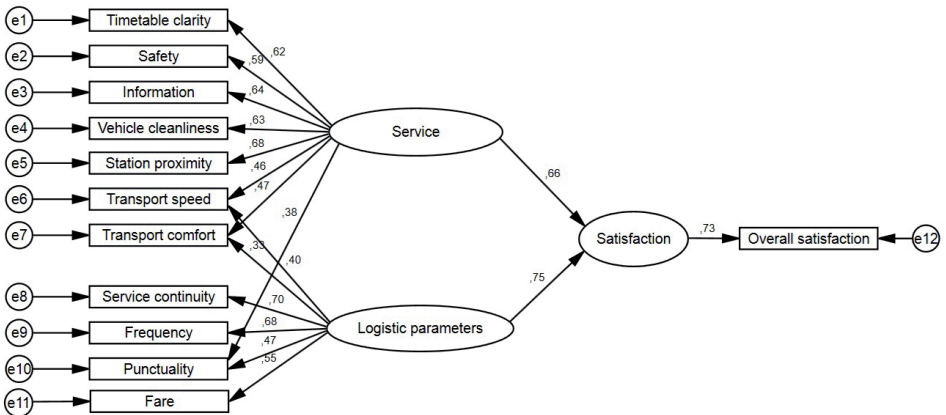 e1
Timetable clarity
e2
Safety
e3
Information
e4
Vehicle cleanliness
e5
Station proximity
e6
Transport speed
e7
Transport comfort
e8
Service continuity
e9
Frequency
e10
Punctuality
e11
Fare
,62
,59
,64
,63
,68
,46
,47
,38
,33
,40
,70
,68
,47
,55
Service
Logistic parameters
,66
,75
Satisfaction
,73
Overall satisfaction
e12